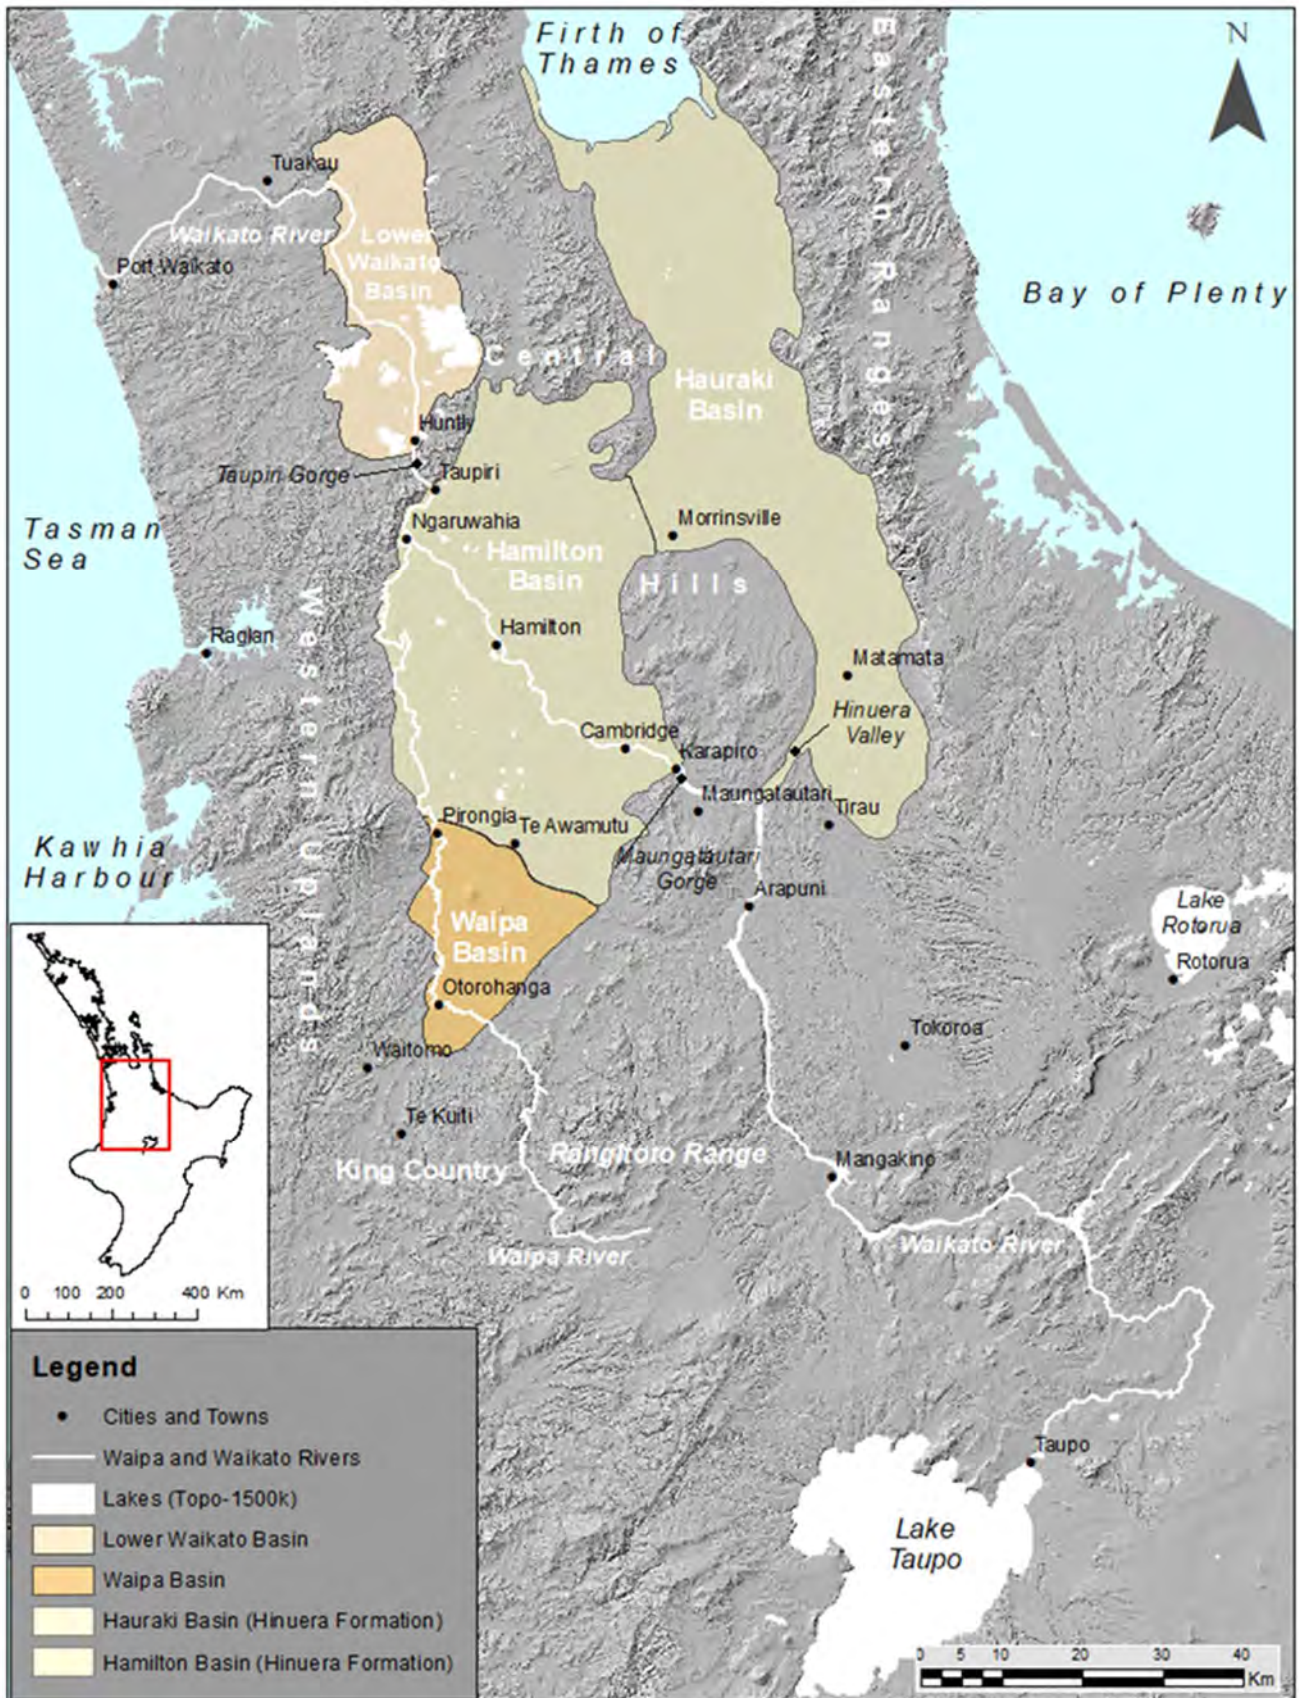 Firth of
Thames
N
Eastern Ranges
Tuakau
Waikato River
Lower
Waikato
Basin
Port Waikato
Bay of Plenty
Central
Hauraki
Basin
Huntly
Taupiri Gorge
Taupiri
Tasman
Sea
Ngaruwahia
Morrinsville
Hamilton
Basin
Hills
Western Uplands
Raglan
Hamilton
Matamata
Hinuera
Valley
Cambridge
Karapiro
Maungatautari
Tirau
Pirongia
Te Awamutu
Kawhia
Harbour
Maungatautari
Gorge
Arapuni
Lake
Rotorua
Waipa
Basin
Rotorua
Otorohanga
Tokoroa
Waitomo
Te Kuiti
Rangitoto Range
King Country
Mangakino
Waipa River
Waikato River
0 100 200 400 Km
Legend
Cities and Towns
Waipa and Waikato Rivers
Lakes (Topo-1500k)
Lower Waikato Basin
Waipa Basin
Hauraki Basin (Hinuera Formation)
Hamilton Basin (Hinuera Formation)
Taupo
Lake
Taupo
0 5 10 20 30 40
Km